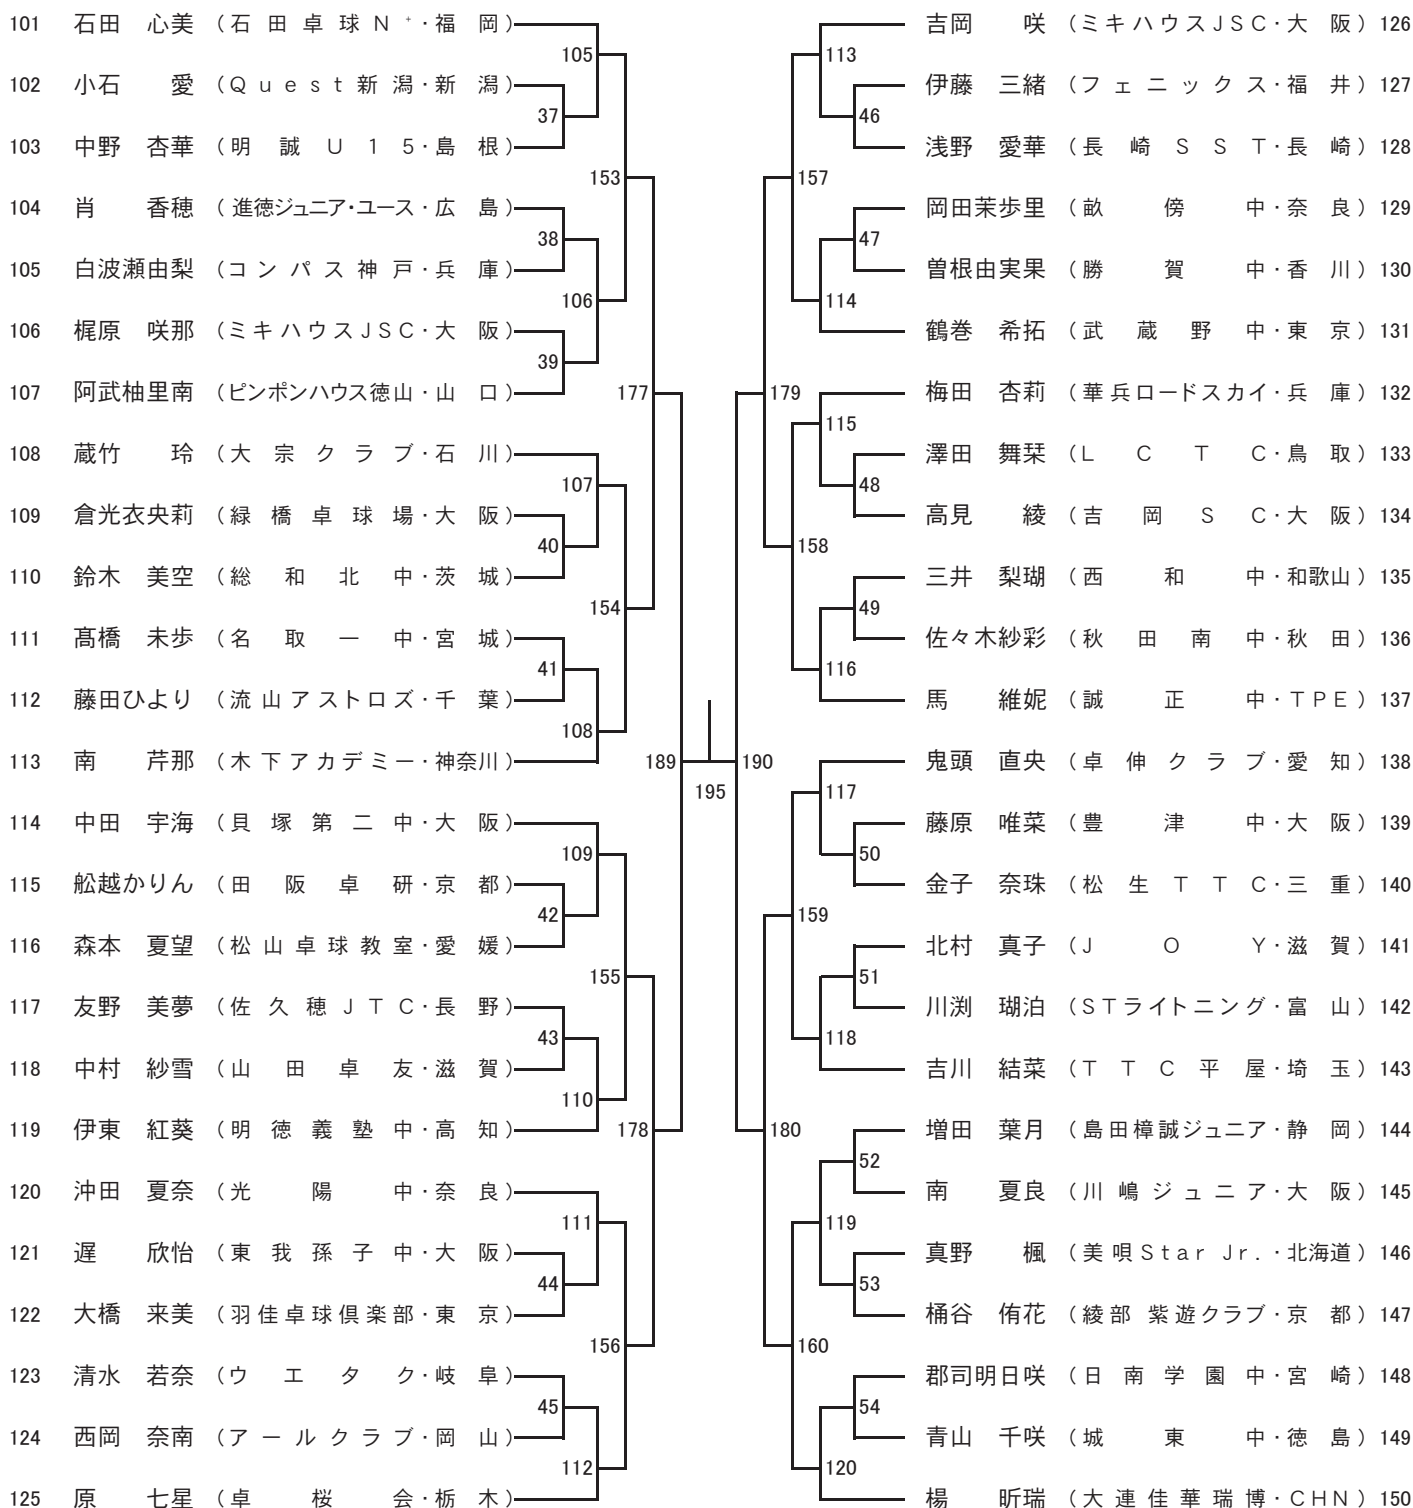 101 石田 心美 (石田卓球N+・福岡)
105
102 小石 愛 (Quest新潟・新潟)
37
103 中野 杏華 (明誠U15・島根)
153
104 肖 香穂 (進徳ジュニア・ユース・広島)
38
105 白波瀬由梨 (コンパス神戸・兵庫)
106
106 梶原 咲那 (ミキハウスJSC・大阪)
39
107 阿武柚里南 (ピンポンハウス徳山・山口)
177
108 蔵竹 玲 (大宗クラブ・石川)
107
109 倉光衣央莉 (緑橋卓球場・大阪)
40
110 鈴木 美空 (総和北中・茨城)
154
111 髙橋 未歩 (名取一中・宮城)
41
112 藤田ひより (流山アストロズ・千葉)
108
113 南 芹那 (木下アカデミー・神奈川)
189
114 中田 宇海 (貝塚第二中・大阪)
109
115 舩越かりん (田阪卓研・京都)
42
116 森本 夏望 (松山卓球教室・愛媛)
155
117 友野 美夢 (佐久穂JTC・長野)
43
118 中村 紗雪 (山田卓友・滋賀)
110
119 伊東 紅葵 (明徳義塾中・高知)
178
120 沖田 夏奈 (光陽中・奈良)
111
121 遅 欣怡 (東我孫子中・大阪)
44
122 大橋 来美 (羽佳卓球倶楽部・東京)
156
123 清水 若奈 (ウエタク・岐阜)
45
124 西岡 奈南 (アールクラブ・岡山)
112
125 原 七星 (卓桜会・栃木)
195
吉岡 咲 (ミキハウスJSC・大阪) 126
113
伊藤 三緒 (フェニックス・福井) 127
46
浅野 愛華 (長崎SST・長崎) 128
157
岡田茉歩里 (畝傍中・奈良) 129
47
曽根由実果 (勝賀中・香川) 130
114
鶴巻 希拓 (武蔵野中・東京) 131
179
梅田 杏莉 (華兵ロードスカイ・兵庫) 132
115
澤田 舞栞 (LCTC・鳥取) 133
48
高見 綾 (吉岡SC・大阪) 134
158
三井 梨瑚 (西和中・和歌山) 135
49
佐々木紗彩 (秋田南中・秋田) 136
116
馬 維妮 (誠正中・TPE) 137
190
鬼頭 直央 (卓伸クラブ・愛知) 138
117
藤原 唯菜 (豊津中・大阪) 139
50
金子 奈珠 (松生TTC・三重) 140
159
北村 真子 (JOY・滋賀) 141
51
川渕 瑚泊 (STライトニング・富山) 142
118
吉川 結菜 (TTC平屋・埼玉) 143
180
増田 葉月 (島田樟誠ジュニア・静岡) 144
52
南 夏良 (川嶋ジュニア・大阪) 145
119
真野 楓 (美唄Star Jr.・北海道) 146
53
桶谷 侑花 (綾部 紫遊クラブ・京都) 147
160
郡司明日咲 (日南学園中・宮崎) 148
54
青山 千咲 (城東中・徳島) 149
120
楊 昕瑞 (大連佳華瑞博・CHN) 150